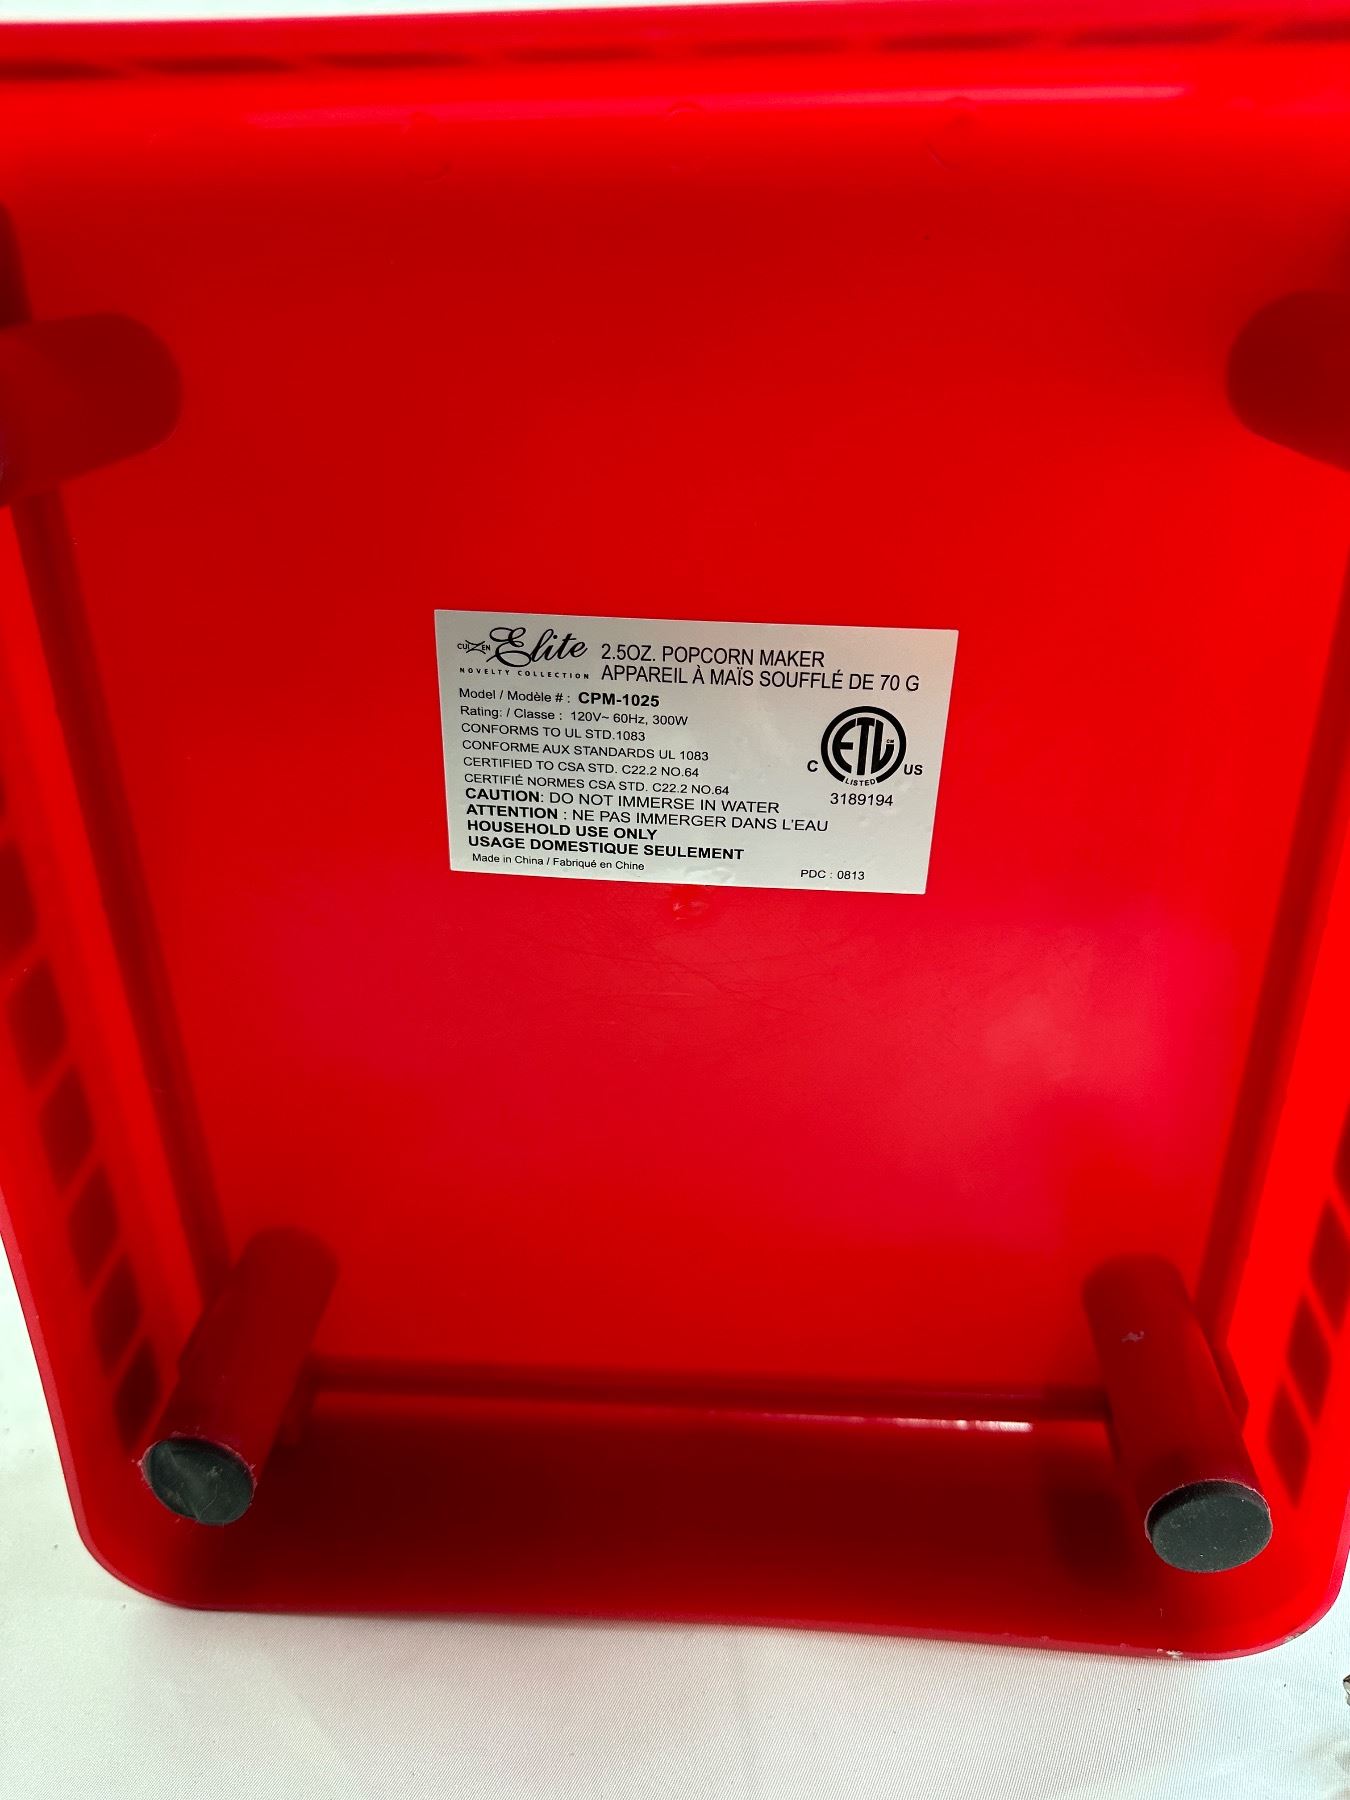 CUIZEN Elite
NOVELTY COLLECTION
2.5OZ. POPCORN MAKER
APPAREIL À MAÏS SOUFFLÉ DE 70 G
Model / Modèle # : CPM-1025
Rating: / Classe : 120V~ 60Hz, 300W
CONFORMS TO UL STD.1083
CONFORME AUX STANDARDS UL 1083
CERTIFIED TO CSA STD. C22.2 NO.64
CERTIFIÉ NORMES CSA STD. C22.2 NO.64
CAUTION: DO NOT IMMERSE IN WATER
ATTENTION : NE PAS IMMERGER DANS L'EAU
HOUSEHOLD USE ONLY
USAGE DOMESTIQUE SEULEMENT
Made in China / Fabriqué en Chine
ETL CM
LISTED
C US
3189194
PDC : 0813